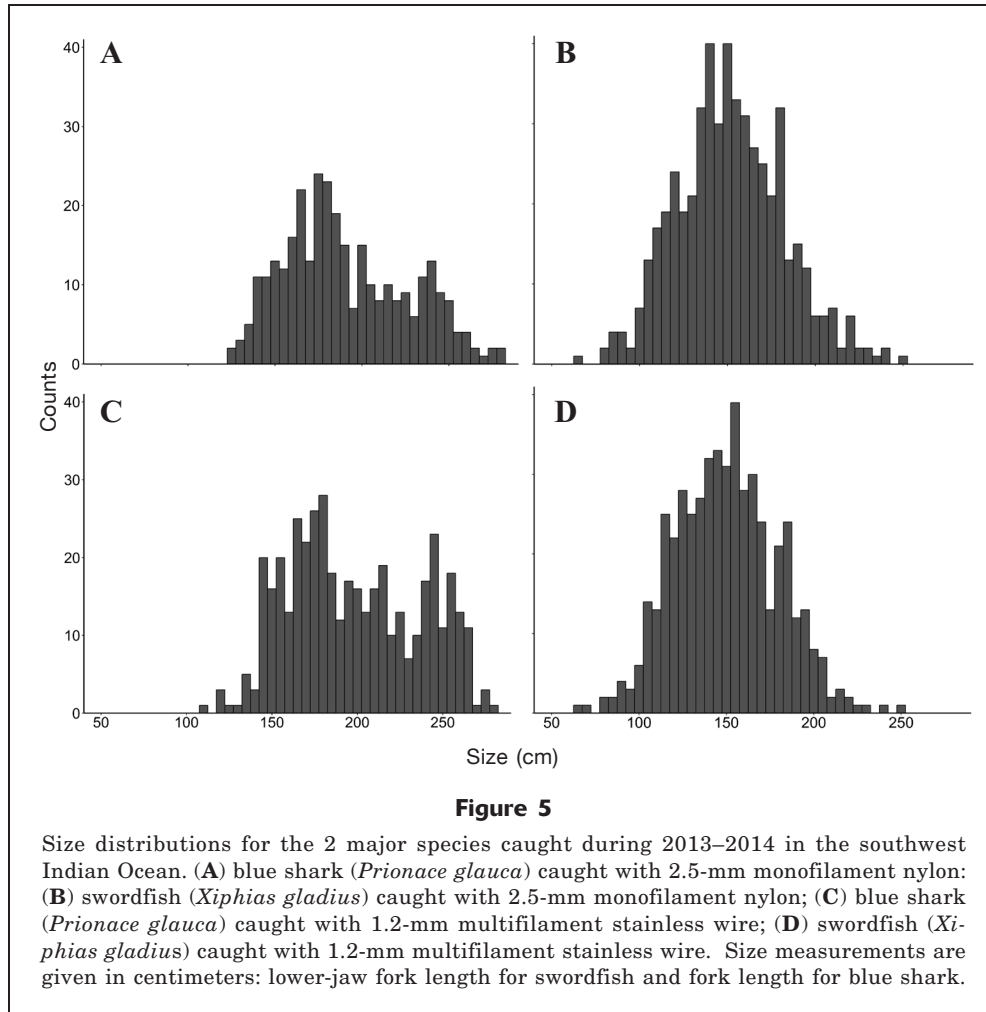 A
B
40
30
20
10
0
Counts
C
D
40
30
20
10
0
50 100 150 200 250
50 100 150 200 250
Size (cm)
Figure 5
Size distributions for the 2 major species caught during 2013–2014 in the southwest
Indian Ocean. (A) blue shark (Prionace glauca) caught with 2.5-mm monofilament nylon:
(B) swordfish (Xiphias gladius) caught with 2.5-mm monofilament nylon; (C) blue shark
(Prionace glauca) caught with 1.2-mm multifilament stainless wire; (D) swordfish (Xi-
phias gladius) caught with 1.2-mm multifilament stainless wire. Size measurements are
given in centimeters: lower-jaw fork length for swordfish and fork length for blue shark.